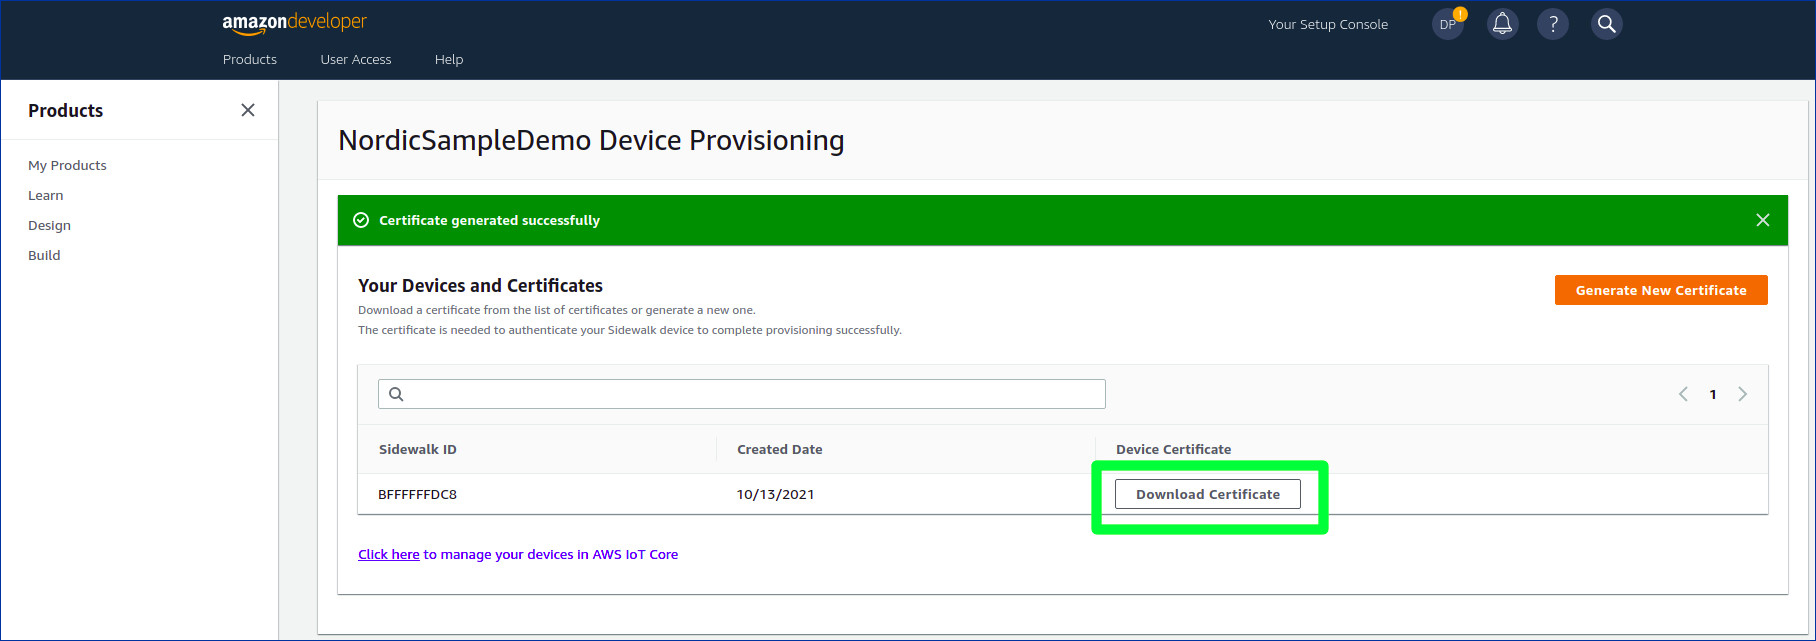 amazondeveloper
Your Setup Console
DP
!
?
Products
User Access
Help
Products
My Products
Learn
Design
Build
NordicSampleDemo Device Provisioning
Certificate generated successfully
Your Devices and Certificates
Generate New Certificate
Download a certificate from the list of certificates or generate a new one.
The certificate is needed to authenticate your Sidewalk device to complete provisioning successfully.
1
Sidewalk ID
Created Date
Device Certificate
BFFFFFFDC8
10/13/2021
Download Certificate
Click here to manage your devices in AWS IoT Core